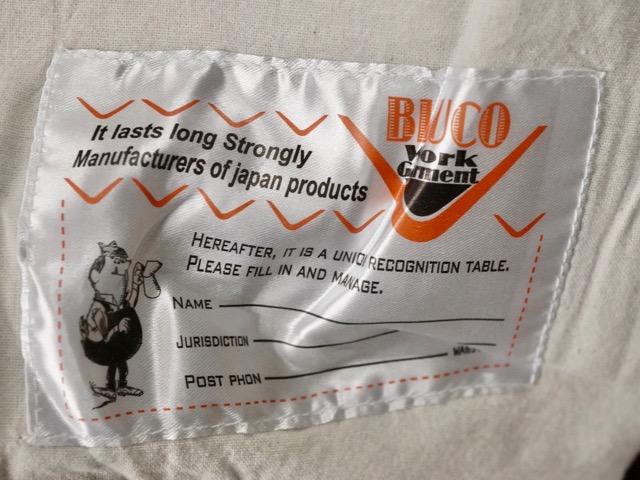 BUCO
Work
Garment
It lasts long Strongly
Manufacturers of japan products
HEREAFTER, IT IS A UNION RECOGNITION TABLE.
PLEASE FILL IN AND MANAGE.
NAME
JURISDICTION
POST PHON